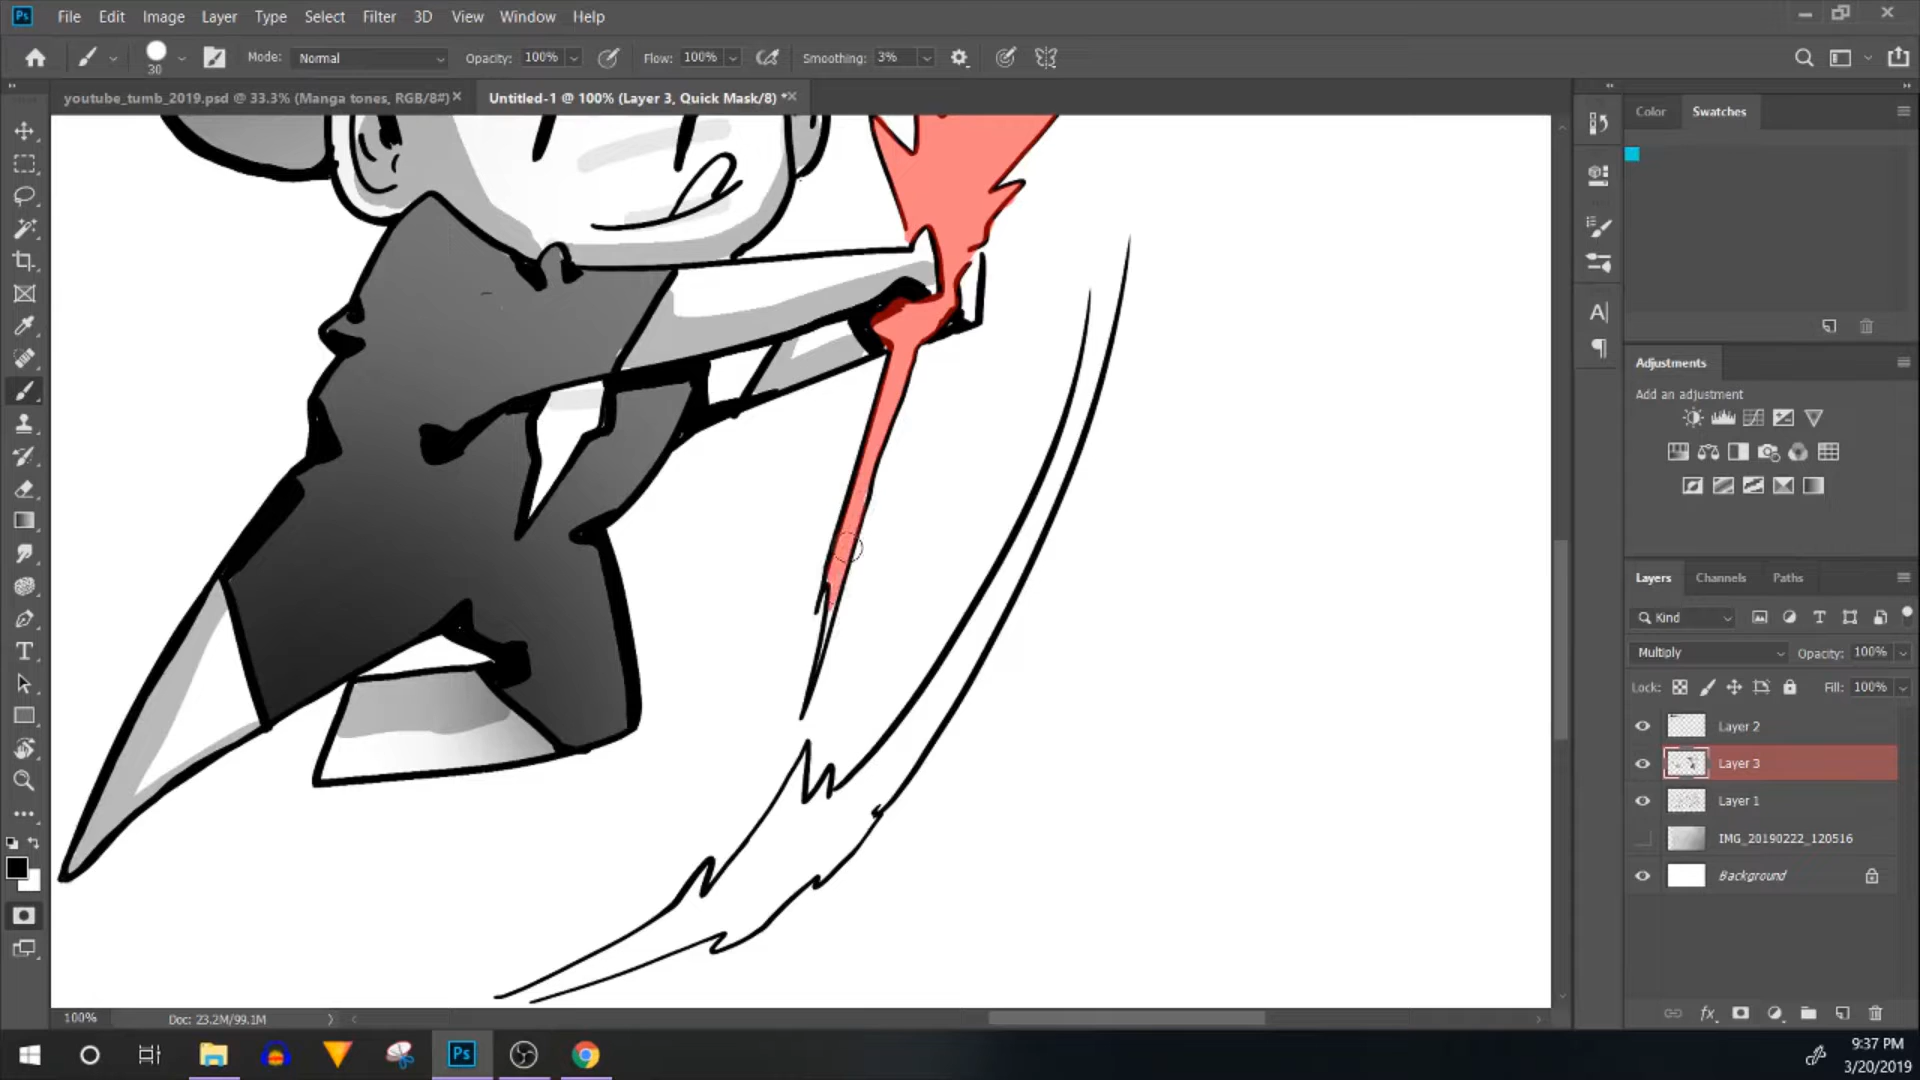 Ps File Edit Image Layer Type Select Filter 3D View Window Help
30 Mode: Normal Opacity: 100% Flow: 100% Smoothing: 3%
youtube_tumb_2019.psd @ 33.3% (Manga tones, RGB/8#) Untitled-1 @ 100% (Layer 3, Quick Mask/8) *
Color Swatches
Adjustments
Add an adjustment
Layers Channels Paths
Kind
Multiply Opacity: 100%
Lock: Fill: 100%
Layer 2
Layer 3
Layer 1
IMG_20190222_120516
Background
100% Doc: 23.2M/99.1M
Ps
9:37 PM
3/20/2019